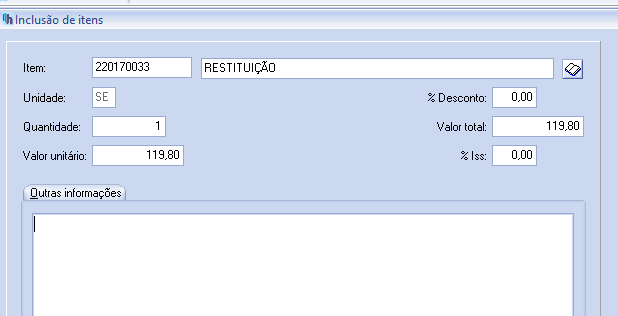 Inclusão de itens
Item: 220170033 RESTITUIÇÃO
Unidade: SE % Desconto: 0,00
Quantidade: 1 Valor total: 119,80
Valor unitário: 119,80 % Iss: 0,00
Outras informações